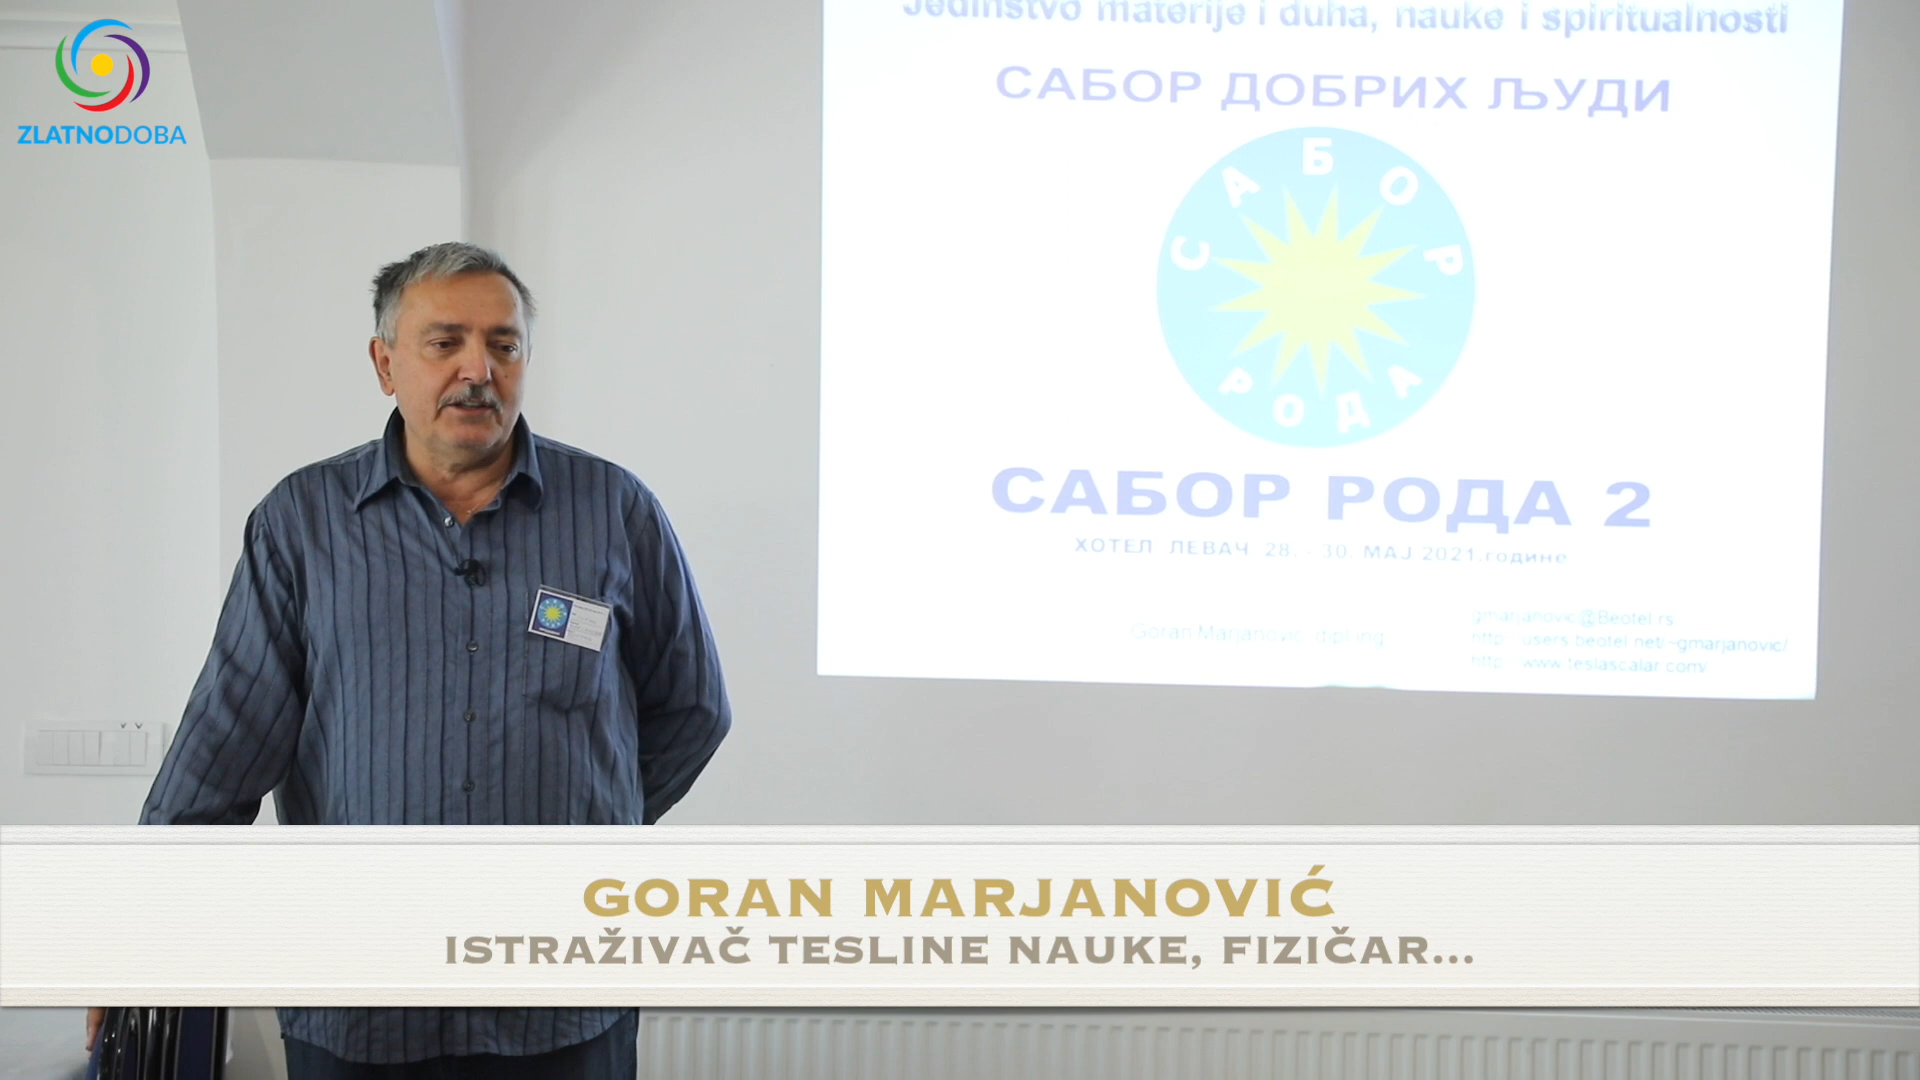 ZLATNODOBA
Jedinstvo materije i duha, nauke i spiritualnosti
САБОР ДОБРИХ ЉУДИ
САБОР
РОДА
САБОР РОДА 2
ХОТЕЛ ЛЕВАЧ 28. - 30. МАЈ 2021.године
Goran Marjanović, dipl.ing.
gmarjanovic@Beotel.rs
http://users.beotel.net/~gmarjanovic/
http://www.teslascalar.com/
GORAN MARJANOVIĆ
ISTRAŽIVAČ TESLINE NAUKE, FIZIČAR...